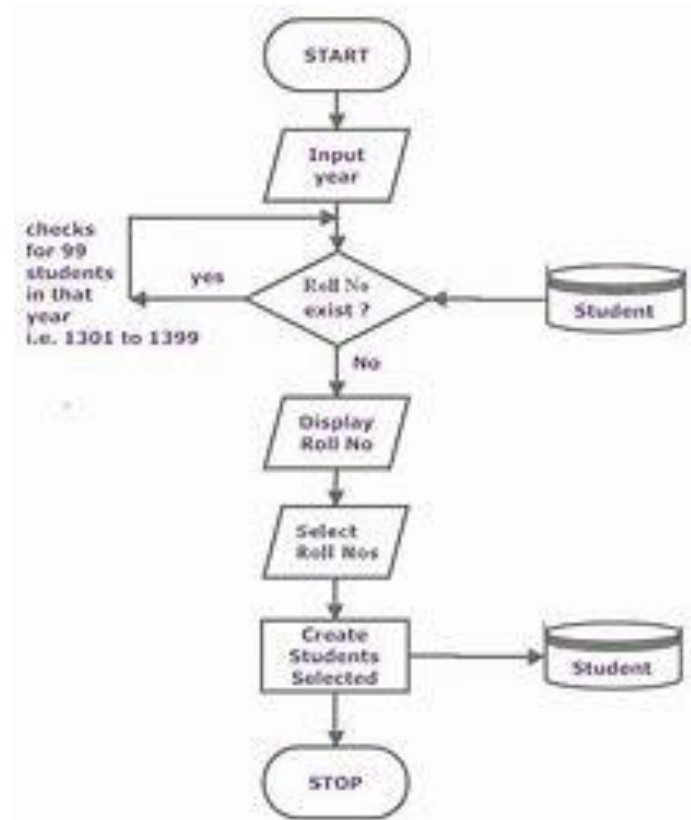 START
Input
year
checks
for 99
students
in that
year
i.e. 1301 to 1399
yes
Roll No
exist ?
Student
No
Display
Roll No
Select
Roll Nos
Create
Students
Selected
Student
STOP